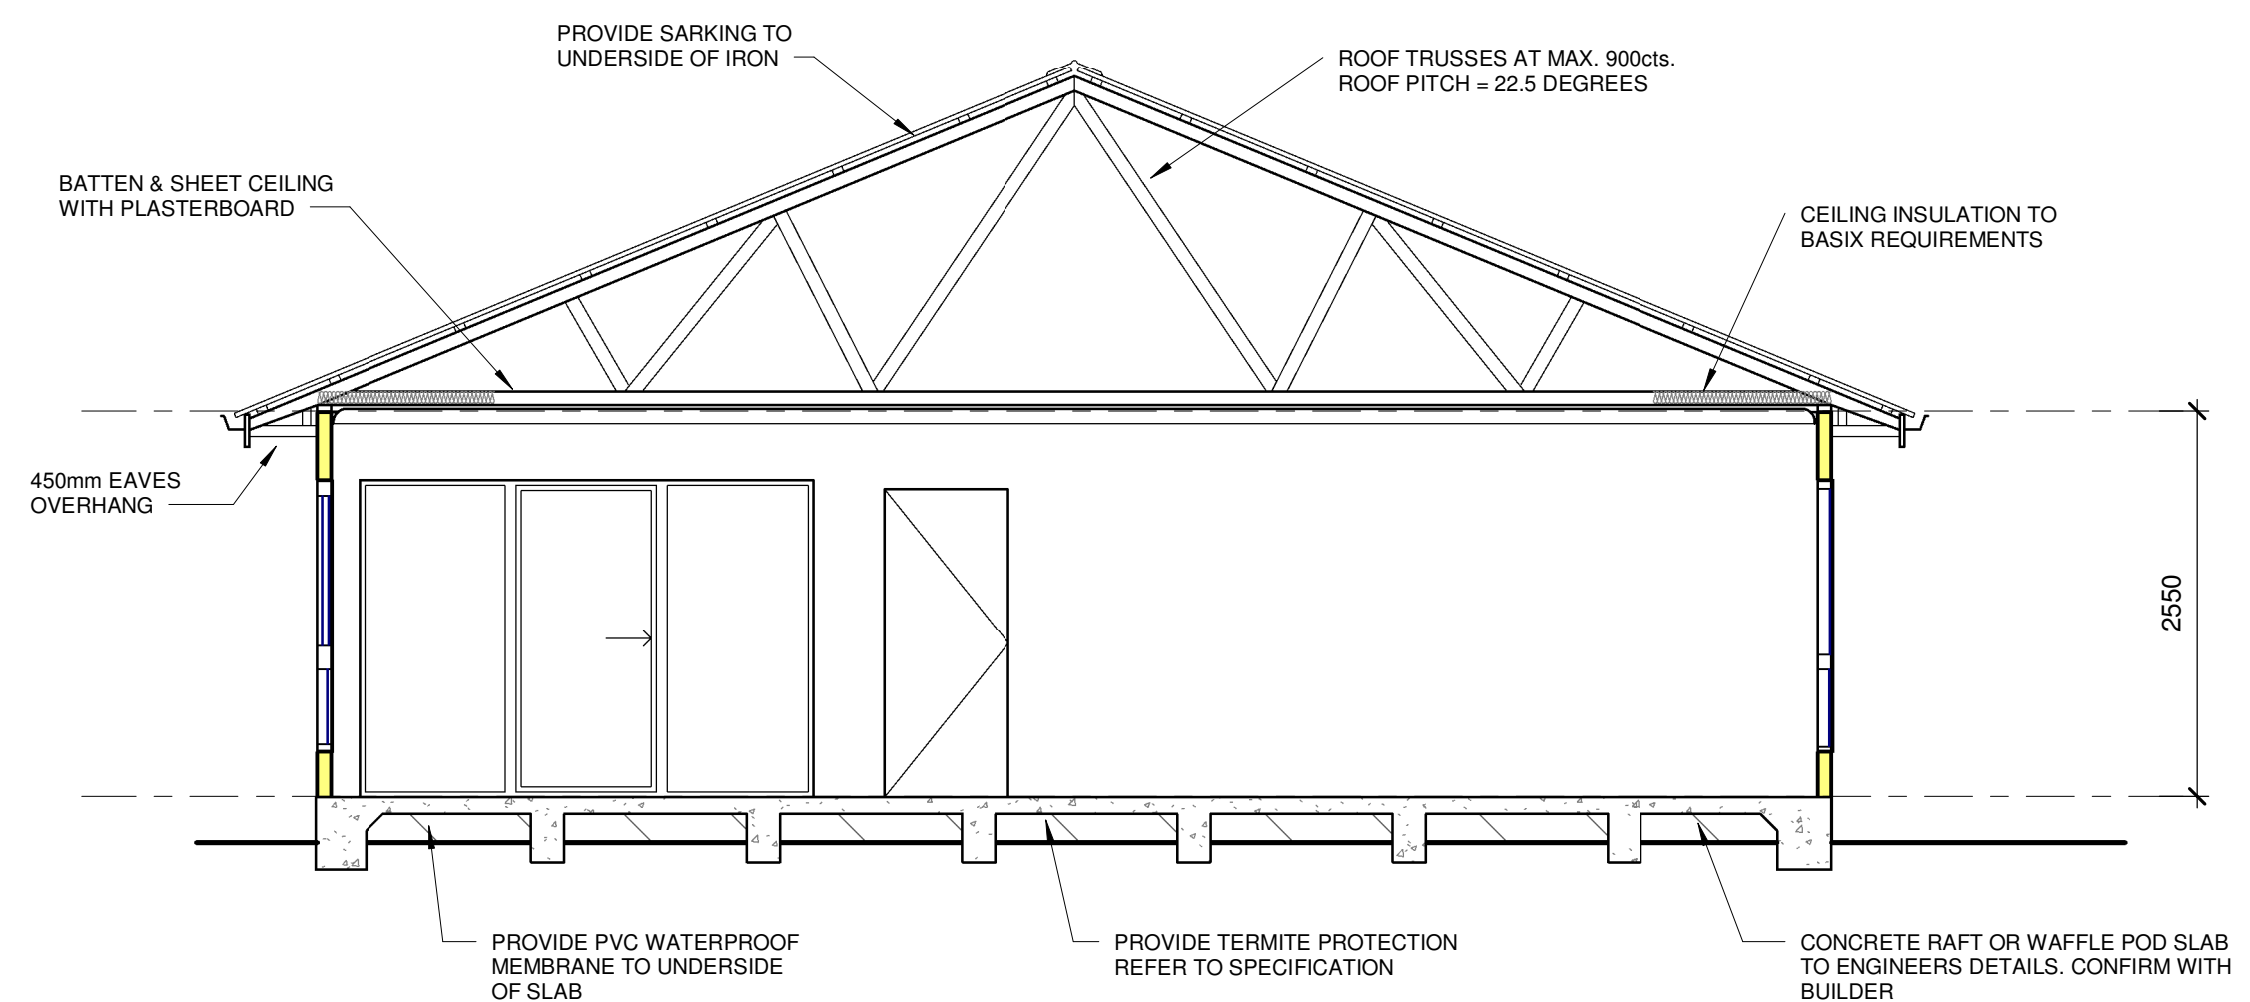 PROVIDE SARKING TO
UNDERSIDE OF IRON
ROOF TRUSSES AT MAX. 900cts.
ROOF PITCH = 22.5 DEGREES
BATTEN & SHEET CEILING
WITH PLASTERBOARD
CEILING INSULATION TO
BASIX REQUIREMENTS
450mm EAVES
OVERHANG
2550
PROVIDE PVC WATERPROOF
MEMBRANE TO UNDERSIDE
OF SLAB
PROVIDE TERMITE PROTECTION
REFER TO SPECIFICATION
CONCRETE RAFT OR WAFFLE POD SLAB
TO ENGINEERS DETAILS. CONFIRM WITH
BUILDER